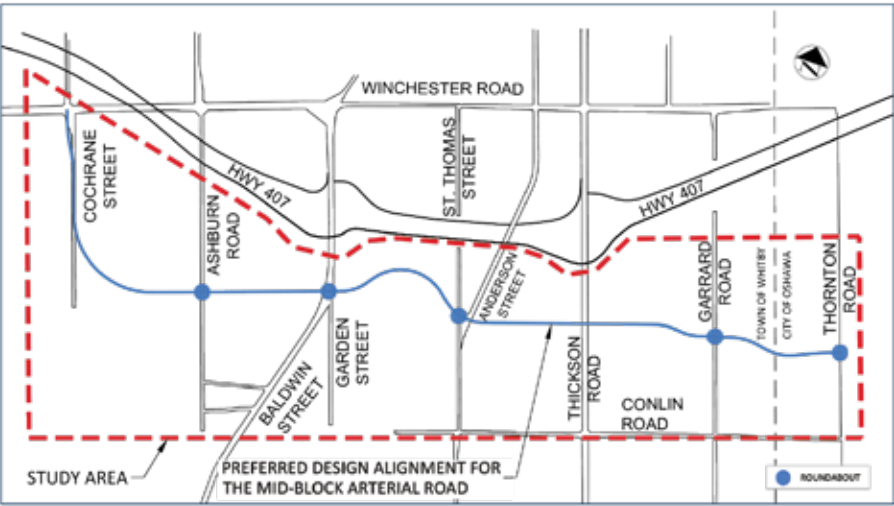 WINCHESTER ROAD
COCHRANE
STREET
ASHBURN
ROAD
HWY 407
ST. THOMAS
STREET
HWY 407
ANDERSON
STREET
GARRARD
ROAD
TOWN OF WHITBY
CITY OF OSHAWA
THORNTON
ROAD
BALDWIN
STREET
GARDEN
STREET
THICKSON
ROAD
CONLIN
ROAD
STUDY AREA
PREFERRED DESIGN ALIGNMENT FOR
THE MID-BLOCK ARTERIAL ROAD
ROUNDABOUT